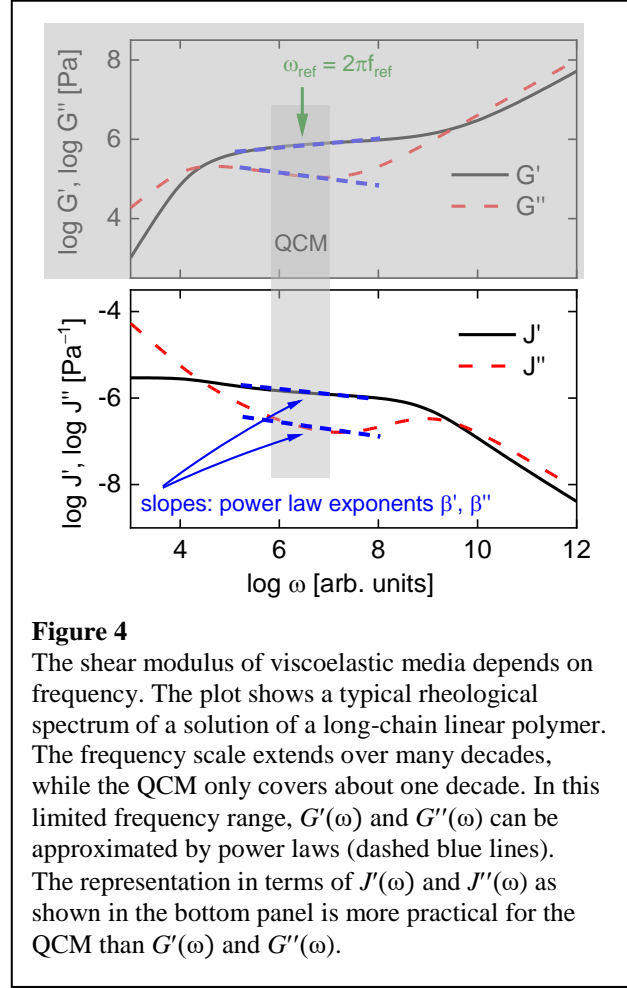 8
6
4
log G', log G'' [Pa]
ω_ref = 2πf_ref
G'
G''
QCM
-4
-6
-8
log J', log J'' [Pa⁻¹]
J'
J''
slopes: power law exponents β', β''
4 6 8 10 12
log ω [arb. units]
Figure 4
The shear modulus of viscoelastic media depends on
frequency. The plot shows a typical rheological
spectrum of a solution of a long-chain linear polymer.
The frequency scale extends over many decades,
while the QCM only covers about one decade. In this
limited frequency range, G'(ω) and G''(ω) can be
approximated by power laws (dashed blue lines).
The representation in terms of J'(ω) and J''(ω) as
shown in the bottom panel is more practical for the
QCM than G'(ω) and G''(ω).